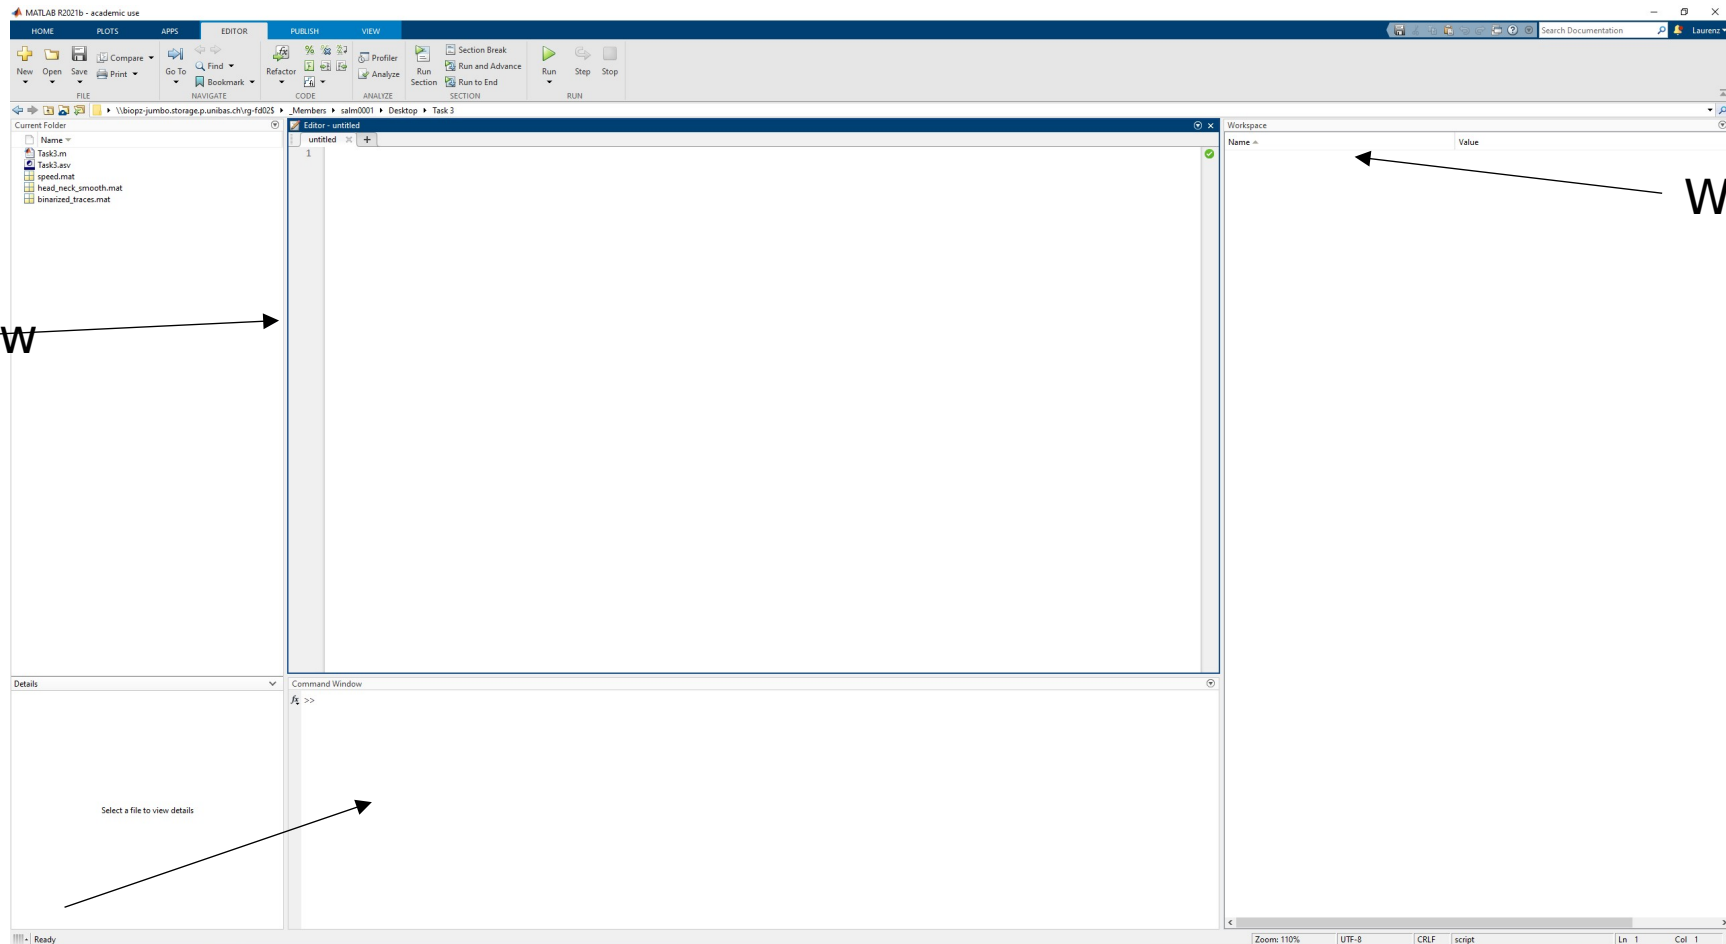 MATLAB R2021b - academic use
HOME PLOTS APPS EDITOR PUBLISH VIEW
Search Documentation Laurenz
New Open Save Compare Print
Go To Find Bookmark
Refactor
Profiler Analyze
Run Section Section Break Run and Advance Run to End
Run Step Stop
FILE NAVIGATE CODE ANALYZE SECTION RUN
\\biopz-jumbo.storage.p.unibas.ch\rg-fd02$ _Members salm0001 Desktop Task 3
Current Folder
Name
Task3.m
Task3.asv
speed.mat
head_neck_smooth.mat
binarized_traces.mat
Editor - untitled
untitled +
1
Workspace
Name Value
W
w
Details
Select a file to view details
Command Window
fx >>
Ready
Zoom: 110% UTF-8 CRLF script Ln 1 Col 1